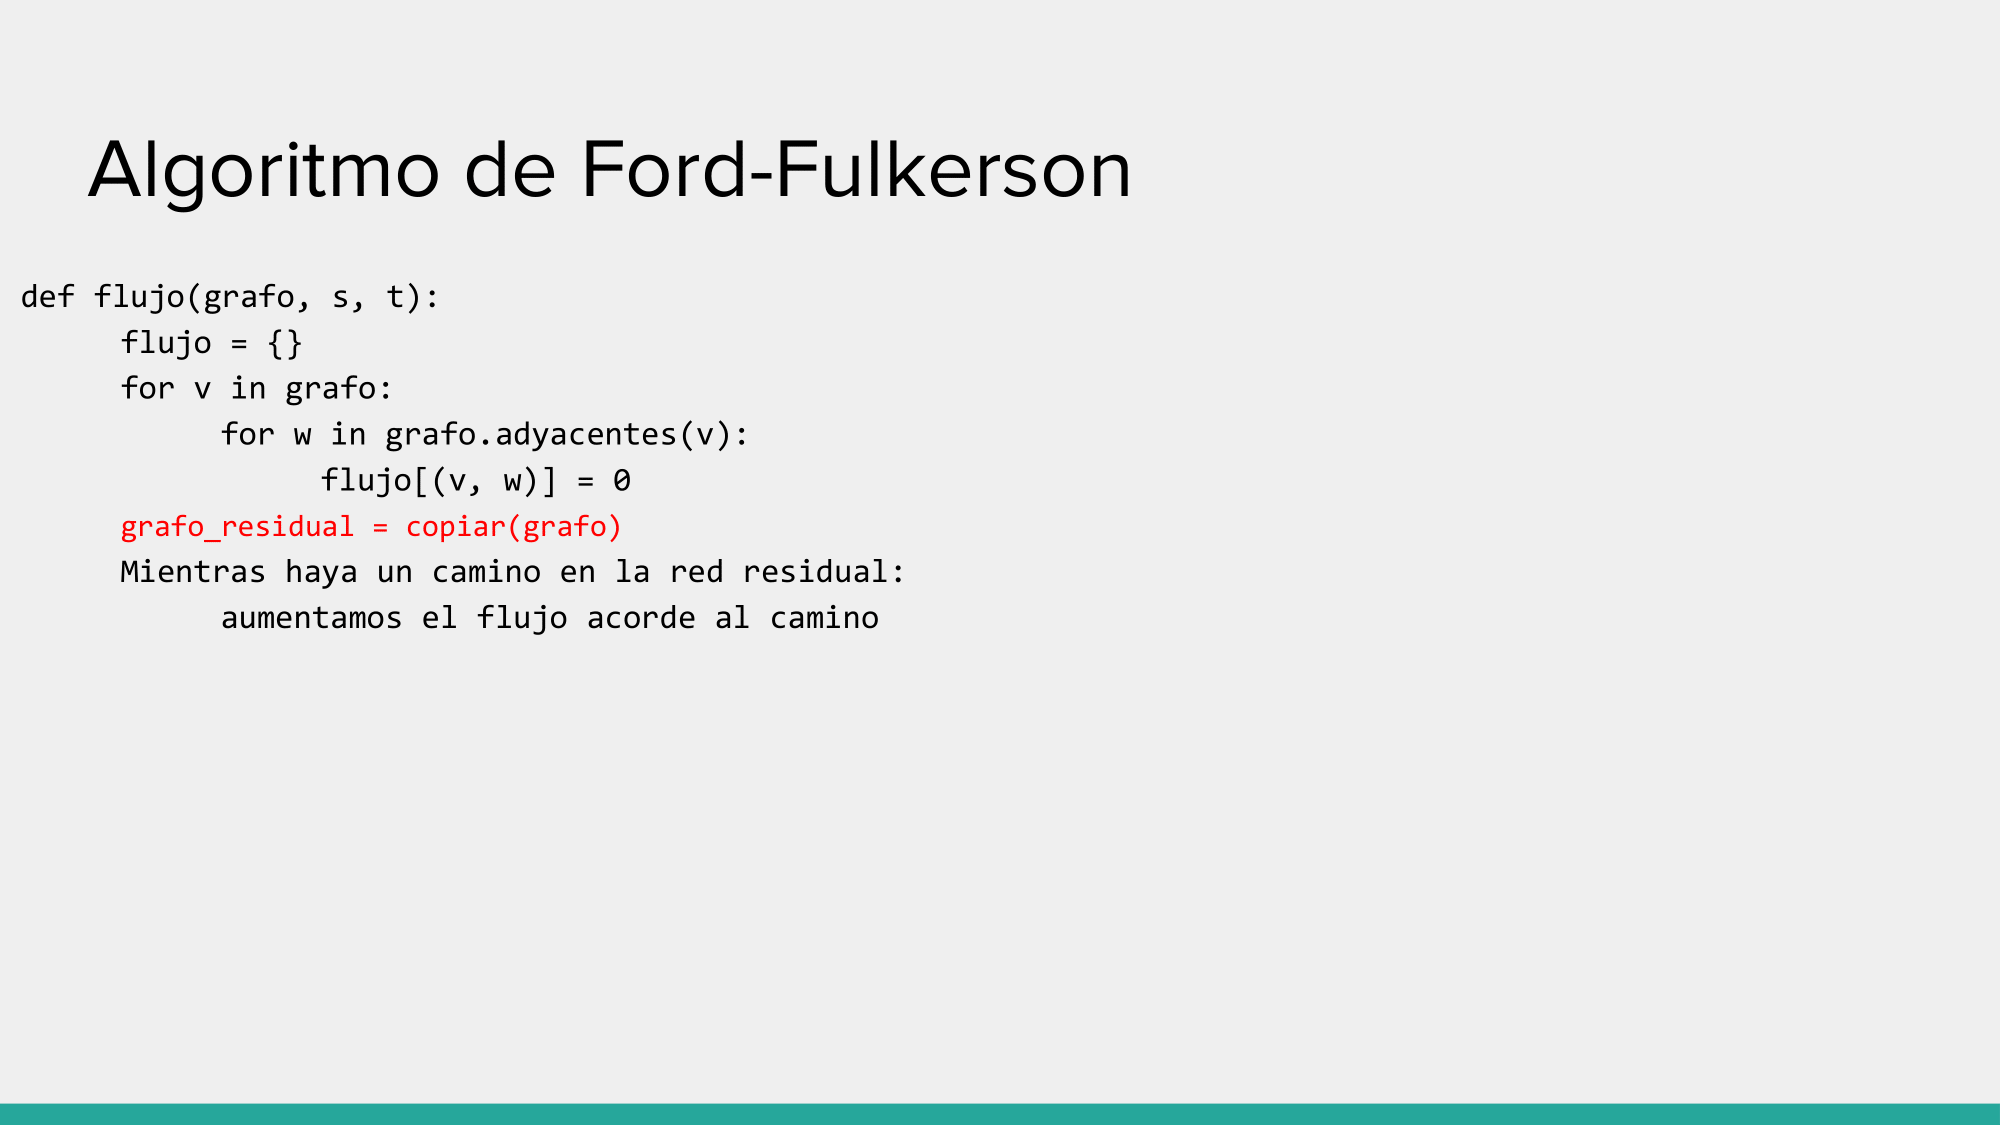 Algoritmo de Ford-Fulkerson
def flujo(grafo, s, t):
flujo = {}
for v in grafo:
for w in grafo.adyacentes(v):
flujo[(v, w)] = 0
grafo_residual = copiar(grafo)
Mientras haya un camino en la red residual:
aumentamos el flujo acorde al camino